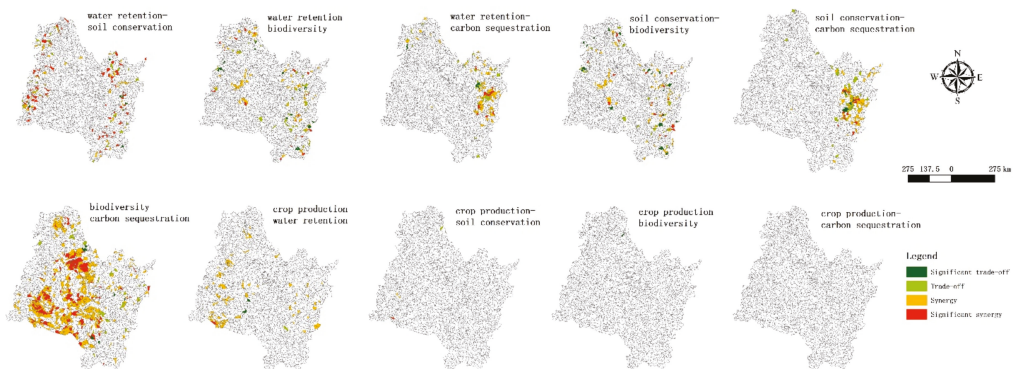 water retention-
soil conservation
water retention
biodiversity
water retention-
carbon sequestration
soil conservation-
biodiversity
soil conservation-
carbon sequestration
N
W
E
S
275 137.5 0 275 km
biodiversity
carbon sequestration
crop production
water retention
crop production-
soil conservation
crop production
biodiversity
crop production-
carbon sequestration
Legend
Significant trade-off
Trade-off
Synergy
Significant synergy